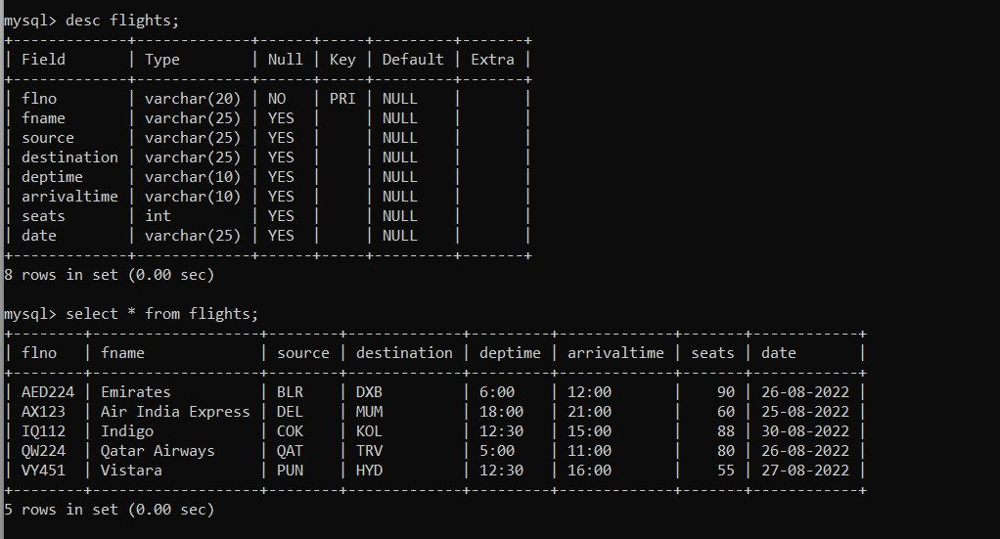 mysql> desc flights;
+-------------+-------------+------+-----+---------+-------+
| Field       | Type        | Null | Key | Default | Extra |
+-------------+-------------+------+-----+---------+-------+
| flno        | varchar(20) | NO   | PRI | NULL    |       |
| fname       | varchar(25) | YES  |     | NULL    |       |
| source      | varchar(25) | YES  |     | NULL    |       |
| destination | varchar(25) | YES  |     | NULL    |       |
| deptime     | varchar(10) | YES  |     | NULL    |       |
| arrivaltime | varchar(10) | YES  |     | NULL    |       |
| seats       | int         | YES  |     | NULL    |       |
| date        | varchar(25) | YES  |     | NULL    |       |
+-------------+-------------+------+-----+---------+-------+
8 rows in set (0.00 sec)
mysql> select * from flights;
+--------+-------------------+--------+-------------+---------+-------------+-------+------------+
| flno   | fname             | source | destination | deptime | arrivaltime | seats | date       |
+--------+-------------------+--------+-------------+---------+-------------+-------+------------+
| AED224 | Emirates          | BLR    | DXB         | 6:00    | 12:00       |    90 | 26-08-2022 |
| AX123  | Air India Express | DEL    | MUM         | 18:00   | 21:00       |    60 | 25-08-2022 |
| IQ112  | Indigo            | COK    | KOL         | 12:30   | 15:00       |    88 | 30-08-2022 |
| QW224  | Qatar Airways     | QAT    | TRV         | 5:00    | 11:00       |    80 | 26-08-2022 |
| VY451  | Vistara           | PUN    | HYD         | 12:30   | 16:00       |    55 | 27-08-2022 |
+--------+-------------------+--------+-------------+---------+-------------+-------+------------+
5 rows in set (0.00 sec)